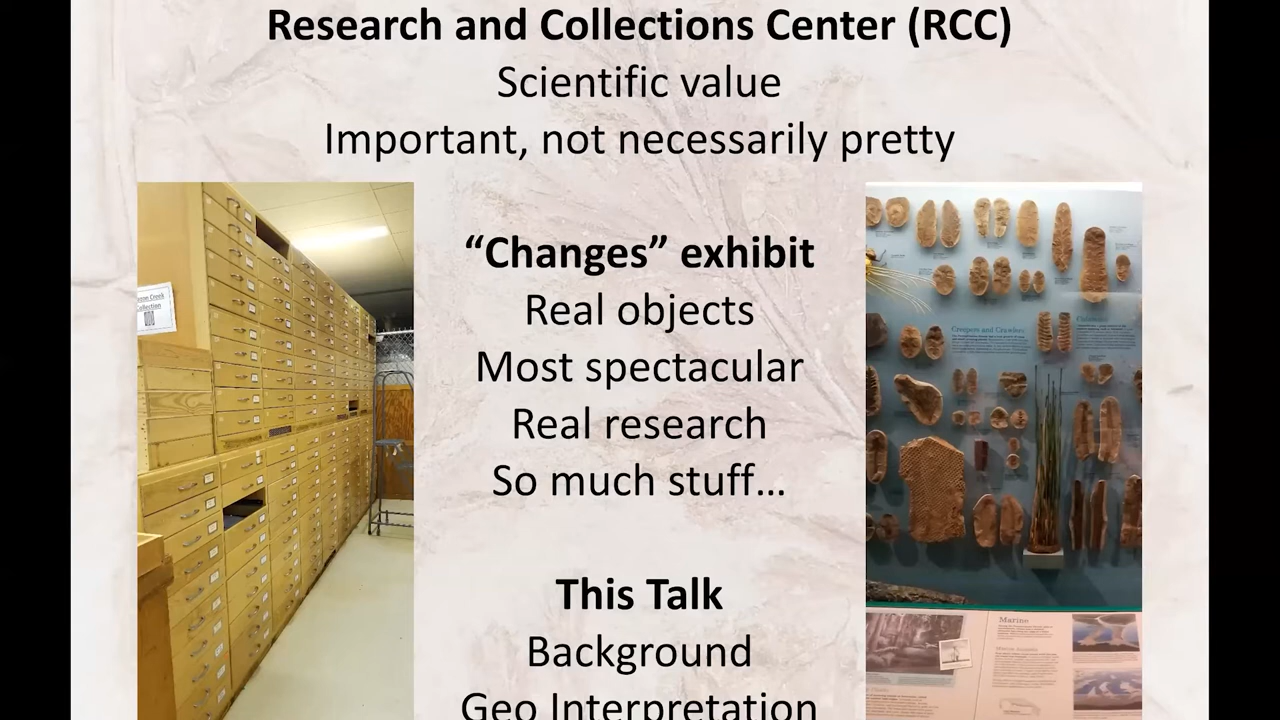 Research and Collections Center (RCC)
Scientific value
Important, not necessarily pretty
“Changes” exhibit
Real objects
Most spectacular
Real research
So much stuff...
This Talk
Background
Geo Interpretation
Creek
Creepers and Crawlers
Marine